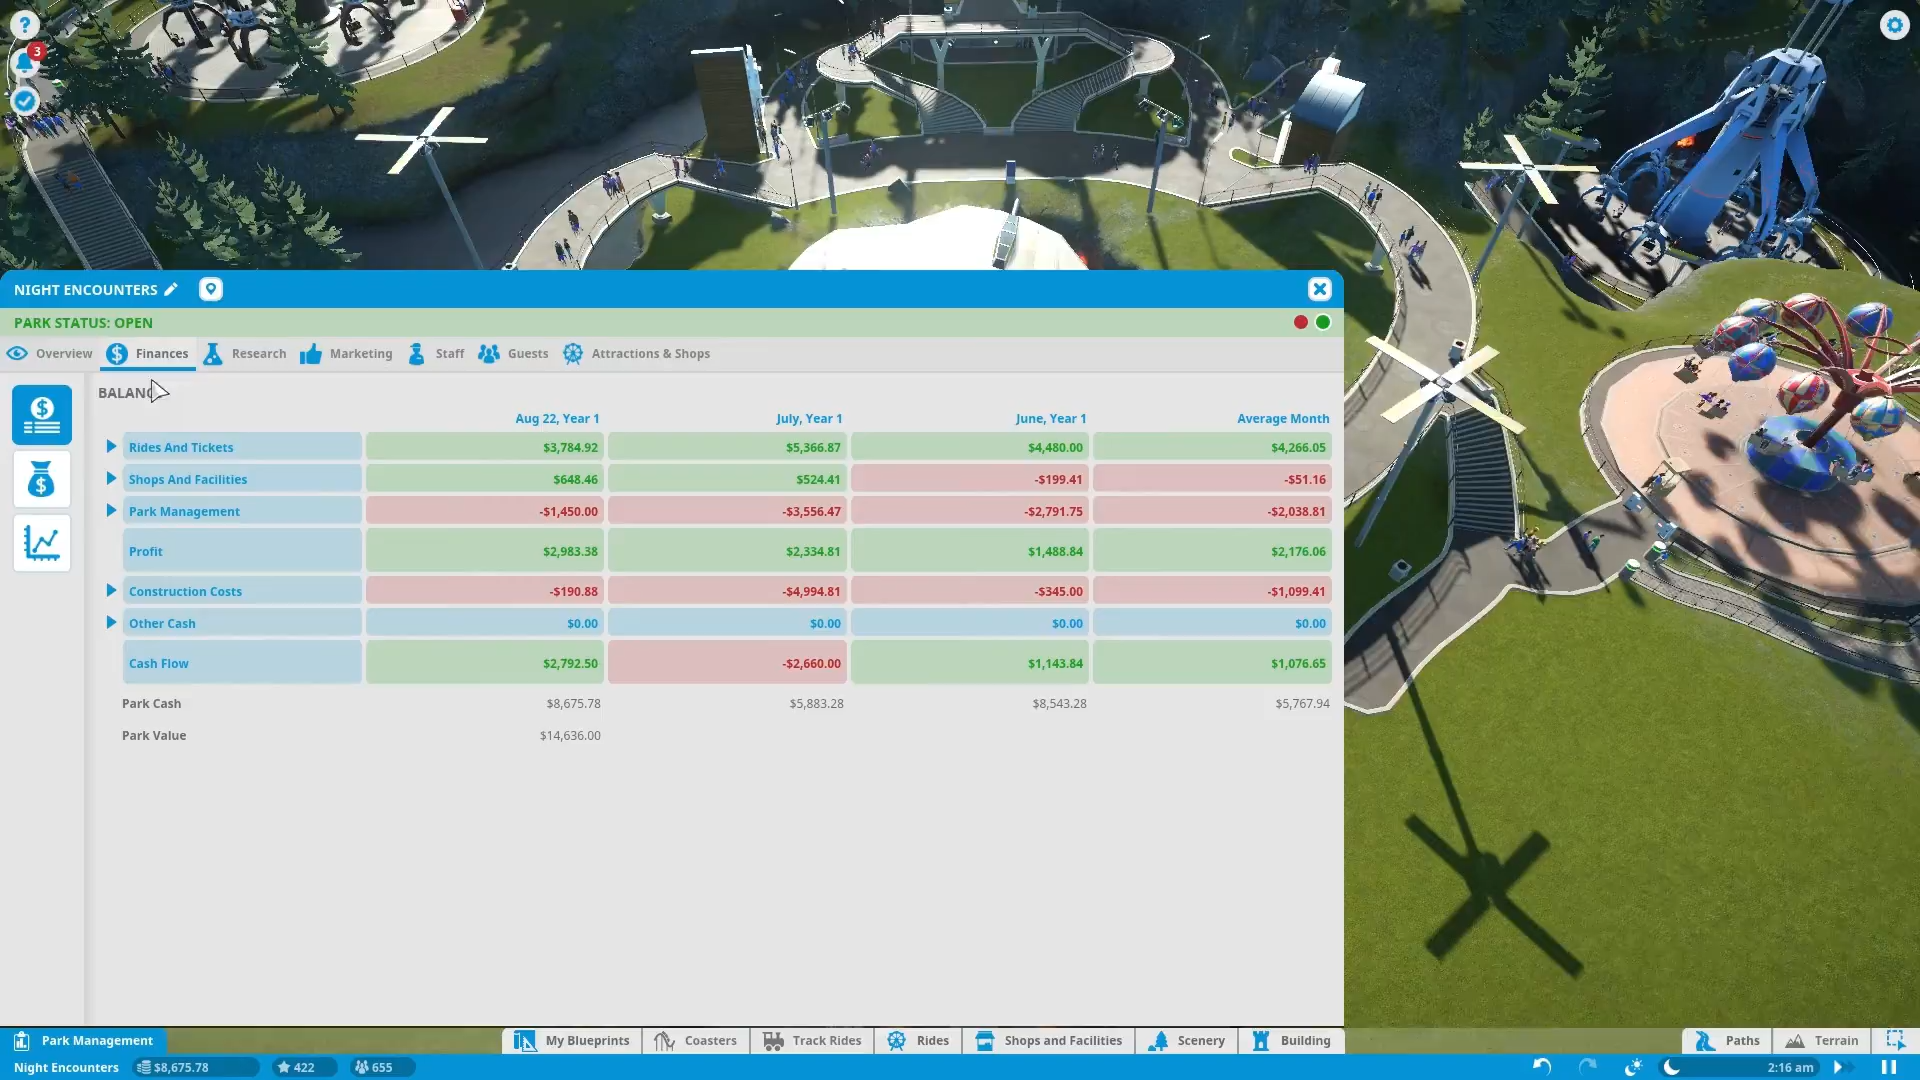 3
NIGHT ENCOUNTERS
PARK STATUS: OPEN
Overview Finances Research Marketing Staff Guests Attractions & Shops
Aug 22, Year 1 July, Year 1 June, Year 1 Average Month
Rides And Tickets $3,784.92 $5,366.87 $4,480.00 $4,266.05
Shops And Facilities $648.46 $524.41 -$199.41 -$51.16
Park Management -$1,450.00 -$3,556.47 -$2,791.75 -$2,038.81
Profit $2,983.38 $2,334.81 $1,488.84 $2,176.06
Construction Costs -$190.88 -$4,994.81 -$345.00 -$1,099.41
Other Cash $0.00 $0.00 $0.00 $0.00
Cash Flow $2,792.50 -$2,660.00 $1,143.84 $1,076.65
Park Cash $8,675.78 $5,883.28 $8,543.28 $5,767.94
Park Value $14,636.00
Park Management My Blueprints Coasters Track Rides Rides Shops and Facilities Scenery Building Paths Terrain
Night Encounters $8,675.78 422 655 2:16 am